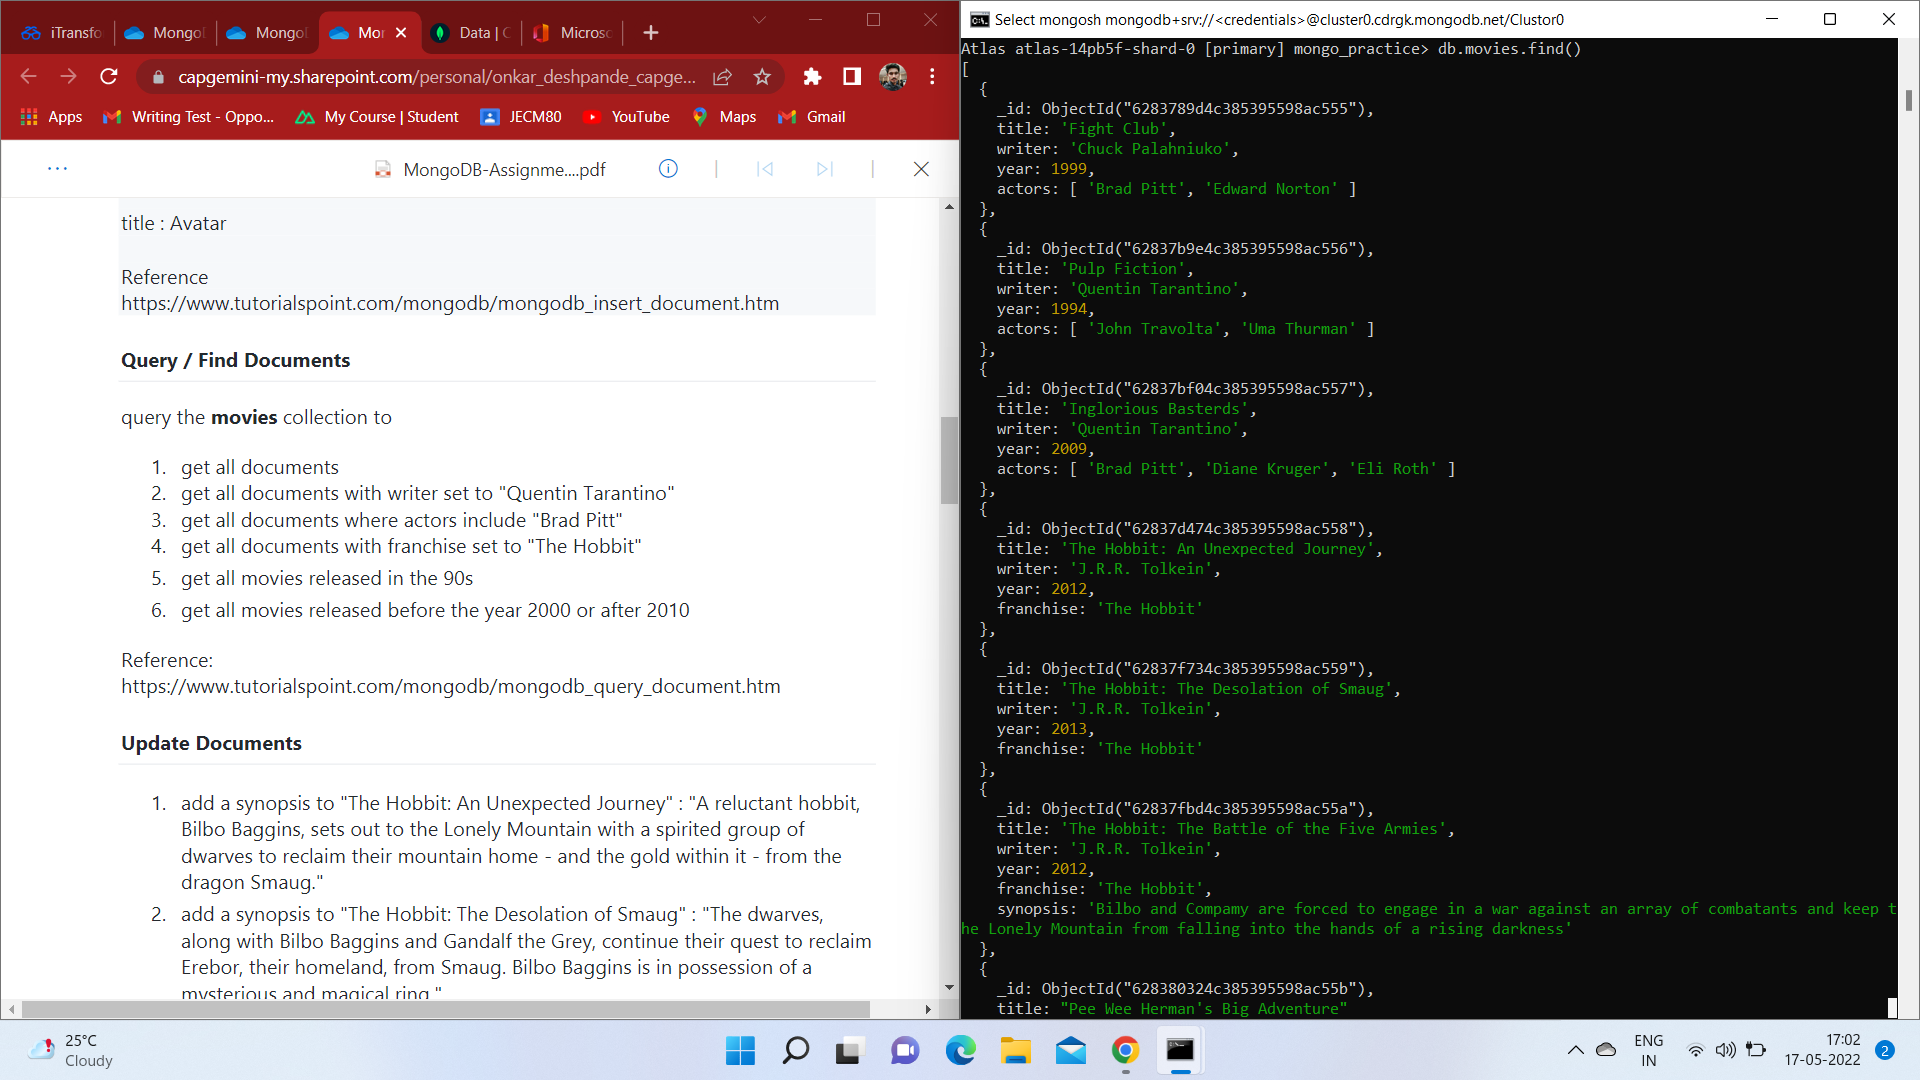 iTransfo
Mongo
Mongo
Mo
Data | C
Microso
capgemini-my.sharepoint.com/personal/onkar_deshpande_capge...
Apps
Writing Test - Oppo...
My Course | Student
JECM80
YouTube
Maps
Gmail
MongoDB-Assignme....pdf
title : Avatar
Reference
https://www.tutorialspoint.com/mongodb/mongodb_insert_document.htm
Query / Find Documents
query the movies collection to
1. get all documents
2. get all documents with writer set to "Quentin Tarantino"
3. get all documents where actors include "Brad Pitt"
4. get all documents with franchise set to "The Hobbit"
5. get all movies released in the 90s
6. get all movies released before the year 2000 or after 2010
Reference:
https://www.tutorialspoint.com/mongodb/mongodb_query_document.htm
Update Documents
1. add a synopsis to "The Hobbit: An Unexpected Journey" : "A reluctant hobbit,
Bilbo Baggins, sets out to the Lonely Mountain with a spirited group of
dwarves to reclaim their mountain home - and the gold within it - from the
dragon Smaug."
2. add a synopsis to "The Hobbit: The Desolation of Smaug" : "The dwarves,
along with Bilbo Baggins and Gandalf the Grey, continue their quest to reclaim
Erebor, their homeland, from Smaug. Bilbo Baggins is in possession of a
mysterious and magical ring."
Select mongosh mongodb+srv://<credentials>@cluster0.cdrgk.mongodb.net/Clustor0
Atlas atlas-14pb5f-shard-0 [primary] mongo_practice> db.movies.find()
[
{
_id: ObjectId("6283789d4c385395598ac555"),
title: 'Fight Club',
writer: 'Chuck Palahniuko',
year: 1999,
actors: [ 'Brad Pitt', 'Edward Norton' ]
},
{
_id: ObjectId("62837b9e4c385395598ac556"),
title: 'Pulp Fiction',
writer: 'Quentin Tarantino',
year: 1994,
actors: [ 'John Travolta', 'Uma Thurman' ]
},
{
_id: ObjectId("62837bf04c385395598ac557"),
title: 'Inglorious Basterds',
writer: 'Quentin Tarantino',
year: 2009,
actors: [ 'Brad Pitt', 'Diane Kruger', 'Eli Roth' ]
},
{
_id: ObjectId("62837d474c385395598ac558"),
title: 'The Hobbit: An Unexpected Journey',
writer: 'J.R.R. Tolkein',
year: 2012,
franchise: 'The Hobbit'
},
{
_id: ObjectId("62837f734c385395598ac559"),
title: 'The Hobbit: The Desolation of Smaug',
writer: 'J.R.R. Tolkein',
year: 2013,
franchise: 'The Hobbit'
},
{
_id: ObjectId("62837fbd4c385395598ac55a"),
title: 'The Hobbit: The Battle of the Five Armies',
writer: 'J.R.R. Tolkein',
year: 2012,
franchise: 'The Hobbit',
synopsis: 'Bilbo and Compamy are forced to engage in a war against an array of combatants and keep t
he Lonely Mountain from falling into the hands of a rising darkness'
},
{
_id: ObjectId("628380324c385395598ac55b"),
title: "Pee Wee Herman's Big Adventure"
25°C
Cloudy
ENG
IN
17:02
17-05-2022
2